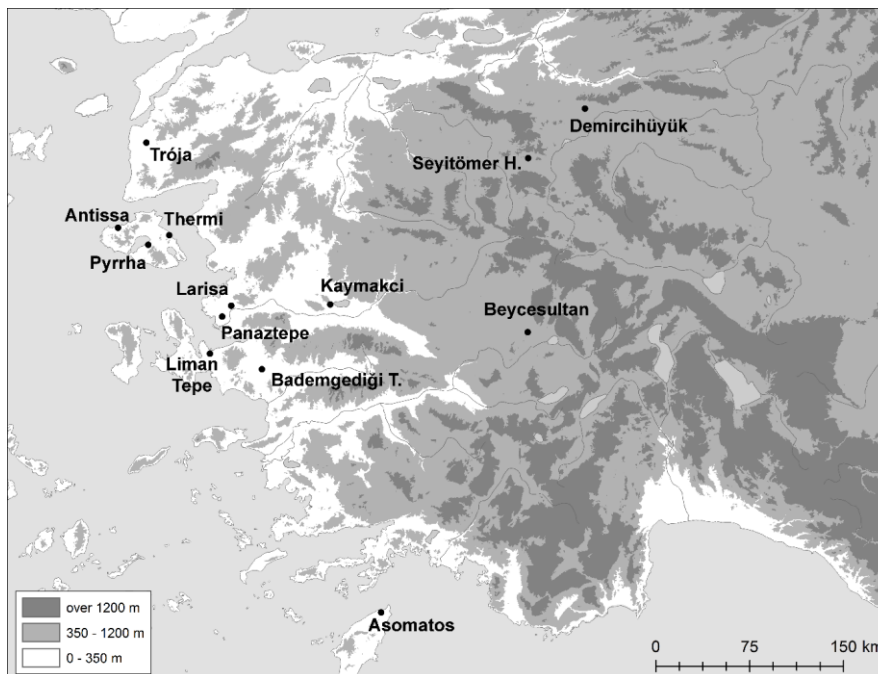 Demircihüyük
Trója
Seyitömer H.
Antissa
Thermi
Pyrrha
Larisa
Kaymakci
Panaztepe
Beycesultan
Liman
Tepe
Bademgediği T.
Asomatos
over 1200 m
350 - 1200 m
0 - 350 m
0 75 150 km